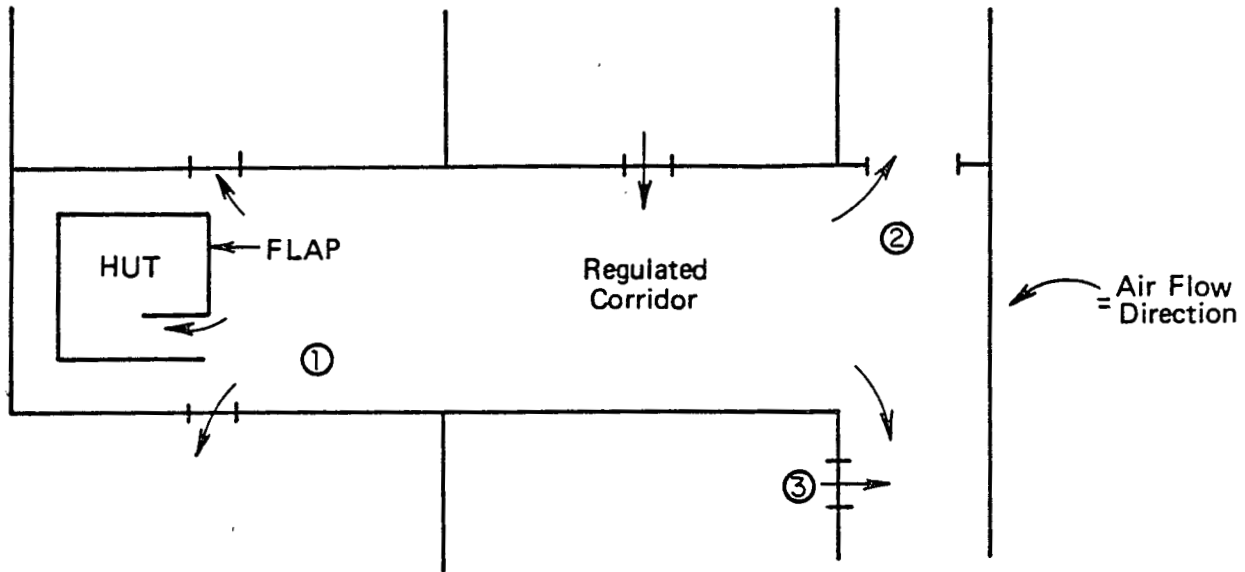 HUT
FLAP
Regulated
Corridor
②
①
③
= Air Flow
Direction